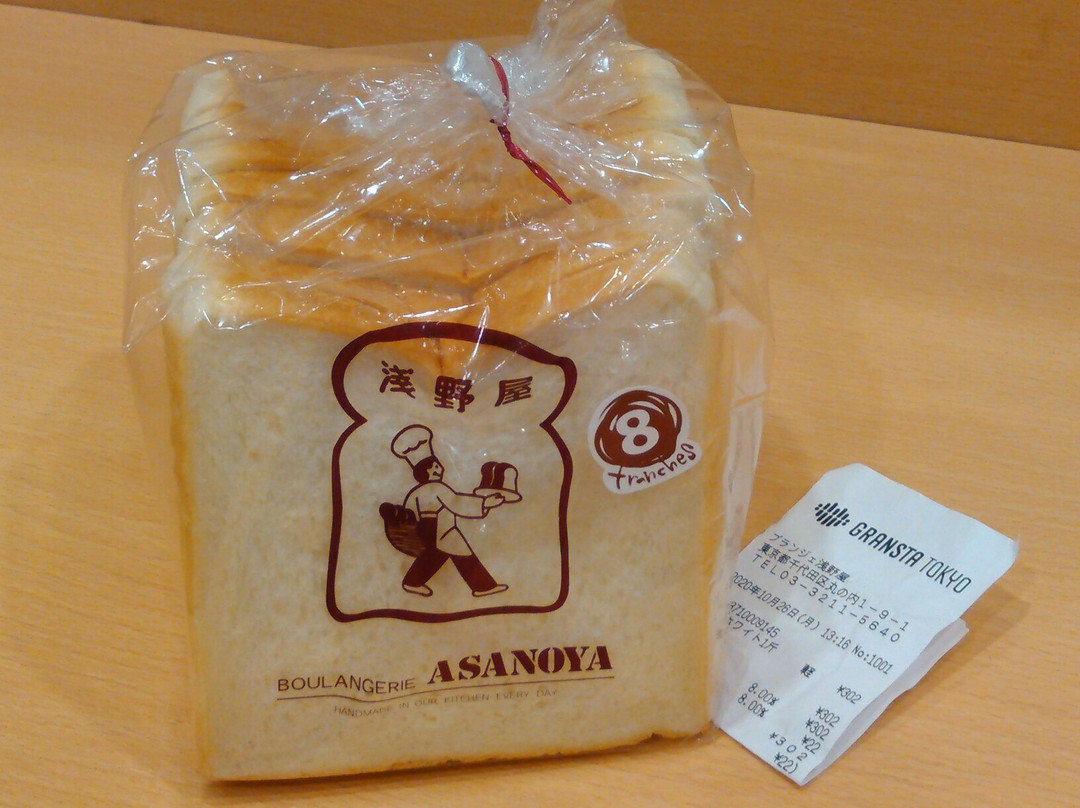 浅野屋
8
tranches
BOULANGERIE ASANOYA
HANDMADE IN OUR KITCHEN EVERY DAY
GRANSTA TOKYO
ブランジェ浅野屋
東京都千代田区丸の内1-9-1
TEL03-3211-5640
2020年10月26日(月) 13:16 No:1001
8710009145
ホワイト1斤
軽 ¥302
¥302
8.00% ¥302
8.00% ¥22
¥302
¥22)